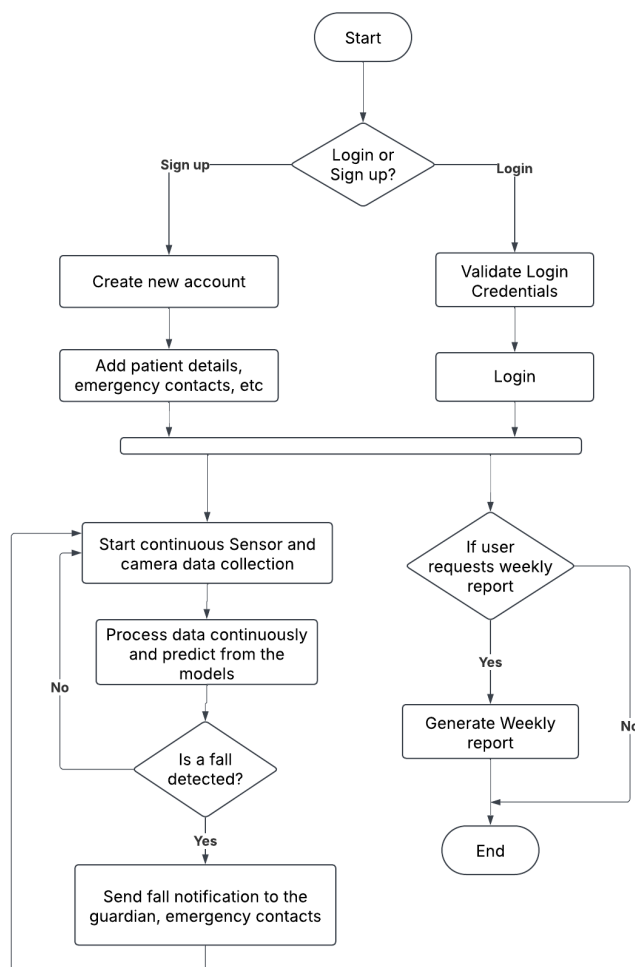 Start
Login or
Sign up?
Sign up
Login
Create new account
Validate Login
Credentials
Add patient details,
emergency contacts, etc
Login
Start continuous Sensor and
camera data collection
If user
requests weekly
report
Process data continuously
and predict from the
models
Yes
No
Generate Weekly
report
No
Is a fall
detected?
Yes
End
Send fall notification to the
guardian, emergency contacts